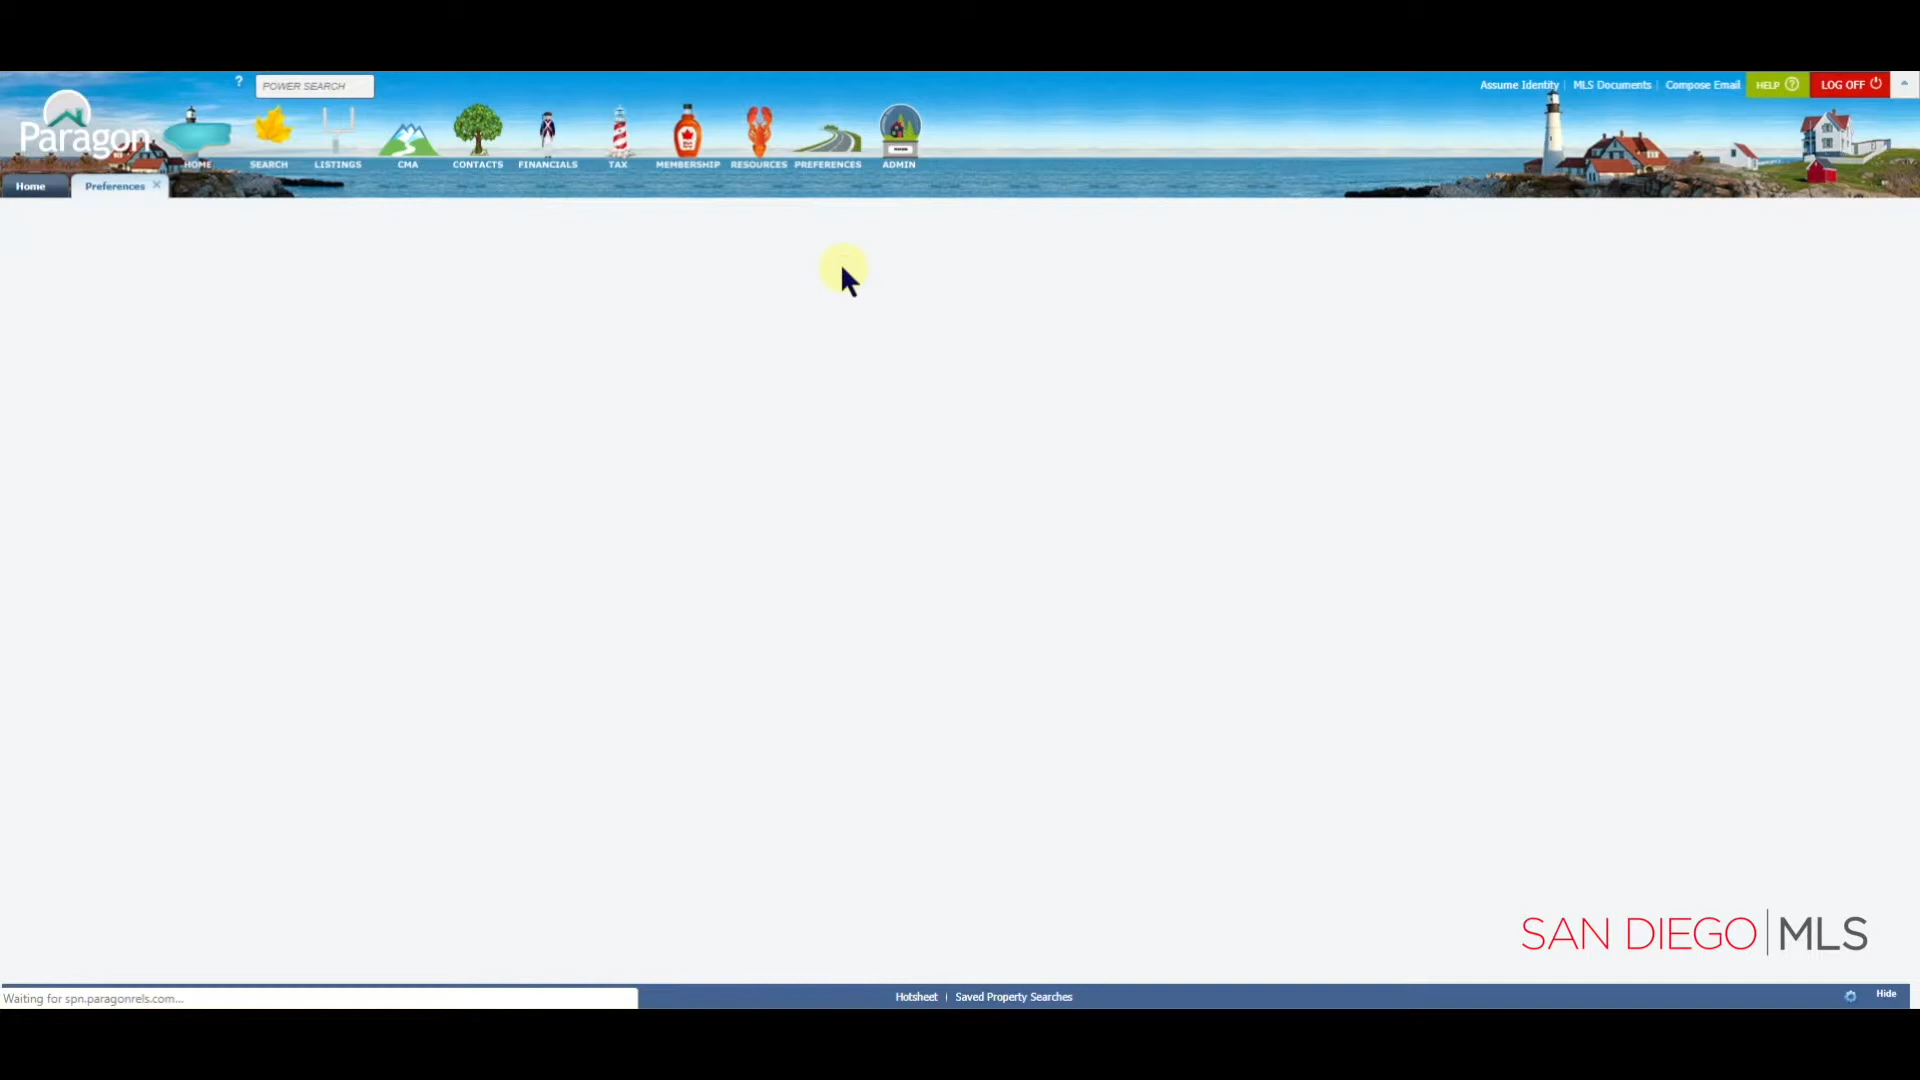 ? POWER SEARCH
Assume Identity | MLS Documents | Compose Email HELP ? LOG OFF
Paragon
HOME SEARCH LISTINGS CMA CONTACTS FINANCIALS TAX MEMBERSHIP RESOURCES PREFERENCES ADMIN
Home Preferences ×
SAN DIEGO | MLS
Waiting for spn.paragonrels.com...
Hotsheet | Saved Property Searches
Hide